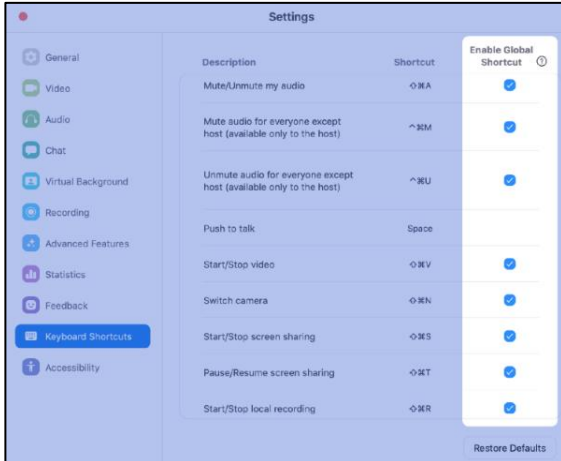 Settings
General
Video
Audio
Chat
Virtual Background
Recording
Advanced Features
Statistics
Feedback
Keyboard Shortcuts
Accessibility
Description Shortcut Enable Global
Shortcut ?
Mute/Unmute my audio ⇧⌘A
Mute audio for everyone except
host (available only to the host) ^⌘M
Unmute audio for everyone except
host (available only to the host) ^⌘U
Push to talk Space
Start/Stop video ⇧⌘V
Switch camera ⇧⌘N
Start/Stop screen sharing ⇧⌘S
Pause/Resume screen sharing ⇧⌘T
Start/Stop local recording ⇧⌘R
Restore Defaults